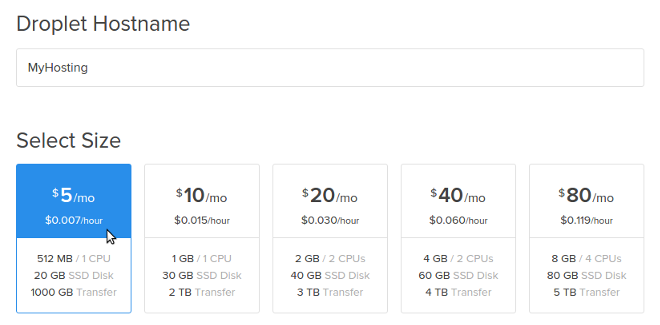 Droplet Hostname
MyHosting
Select Size
$5/mo
$0.007/hour
512 MB / 1 CPU
20 GB SSD Disk
1000 GB Transfer
$10/mo
$0.015/hour
1 GB / 1 CPU
30 GB SSD Disk
2 TB Transfer
$20/mo
$0.030/hour
2 GB / 2 CPUs
40 GB SSD Disk
3 TB Transfer
$40/mo
$0.060/hour
4 GB / 2 CPUs
60 GB SSD Disk
4 TB Transfer
$80/mo
$0.119/hour
8 GB / 4 CPUs
80 GB SSD Disk
5 TB Transfer